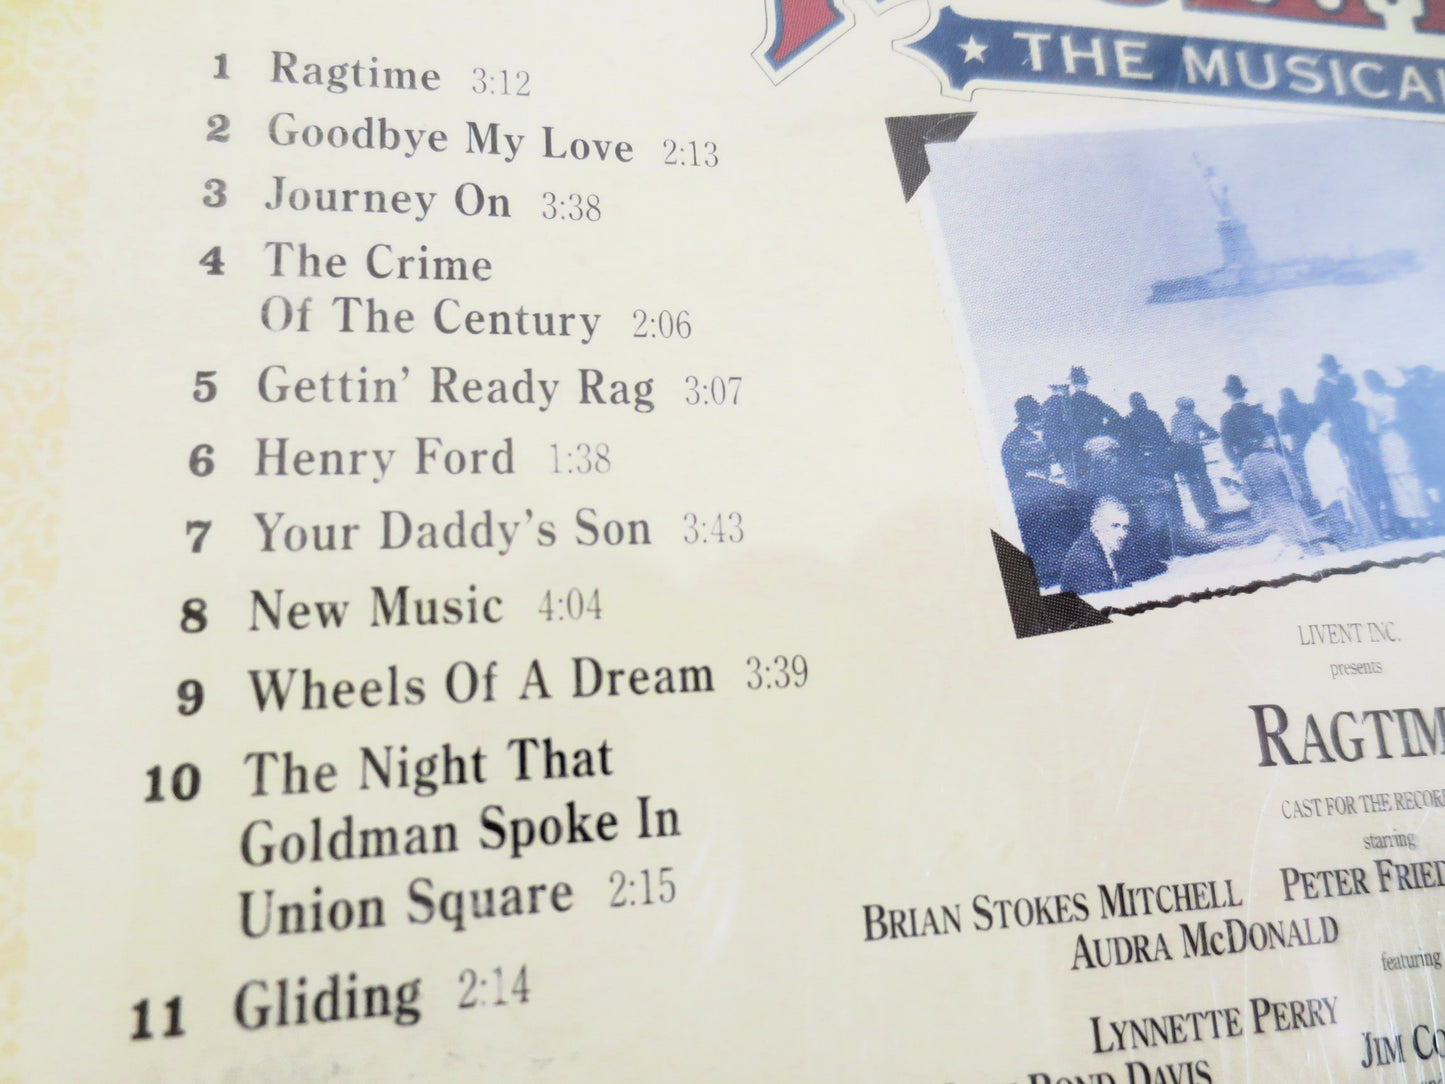 1 Ragtime 3:12
2 Goodbye My Love 2:13
3 Journey On 3:38
4 The Crime
Of The Century 2:06
5 Gettin' Ready Rag 3:07
6 Henry Ford 1:38
7 Your Daddy's Son 3:43
8 New Music 4:04
9 Wheels Of A Dream 3:39
10 The Night That
Goldman Spoke In
Union Square 2:15
11 Gliding 2:14
THE MUSICA
LIVENT INC.
presents
RAGTIM
CAST FOR THE RECOR
starring
BRIAN STOKES MITCHELL PETER FRIED
AUDRA McDONALD
featuring
LYNNETTE PERRY
JIM CO
BOND DAVIS